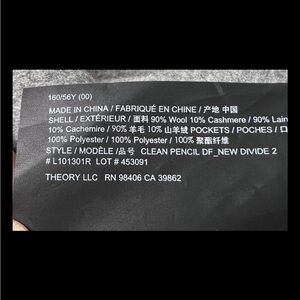 160/56Y (00)
MADE IN CHINA / FABRIQUÉ EN CHINE / 产地 中国
SHELL / EXTÉRIEUR / 面料 90% Wool 10% Cashmere / 90% Lain
10% Cachemire / 90% 羊毛 10% 山羊绒 POCKETS / POCHES / 口
100% Polyester / 100% Polyester / 100% 聚酯纤维
STYLE / MODÈLE /品号 CLEAN PENCIL DF_NEW DIVIDE 2
# L101301R LOT # 453091
THEORY LLC RN 98406 CA 39862